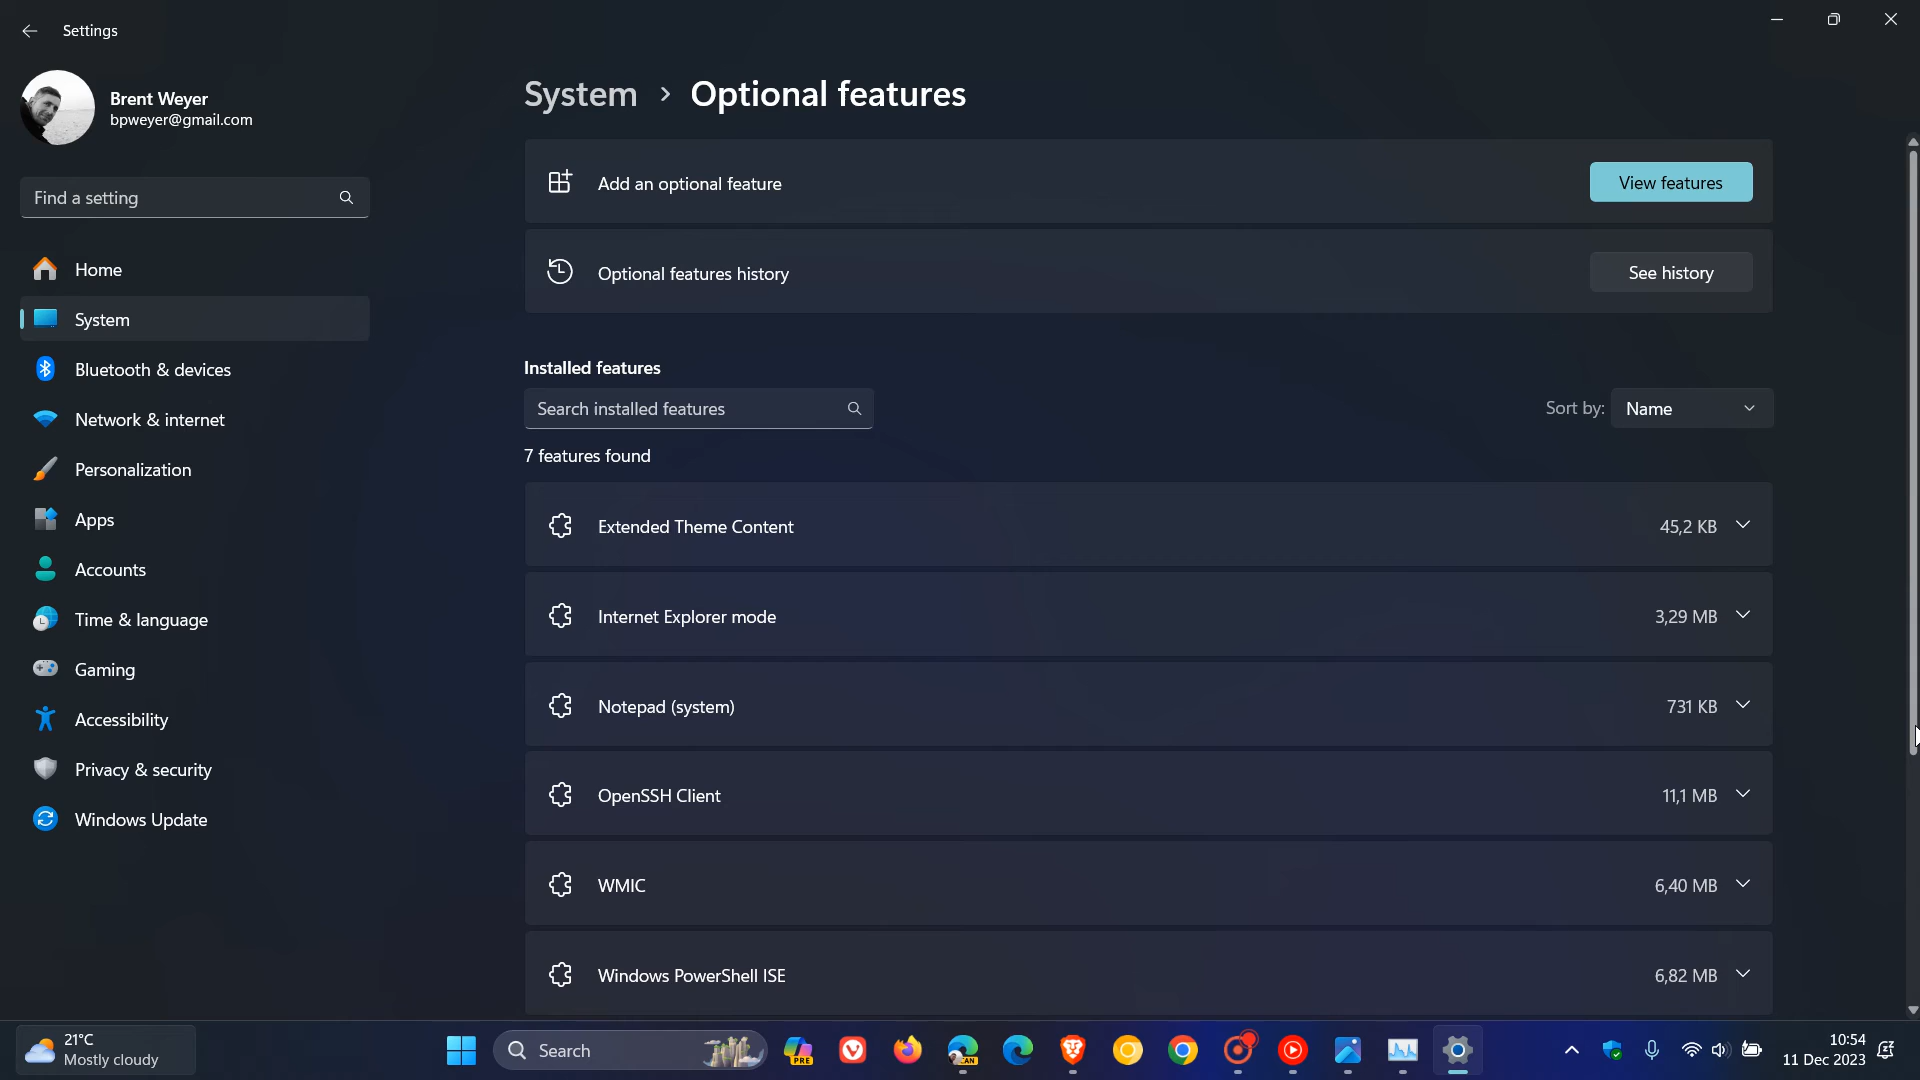 Settings
Brent Weyer
bpweyer@gmail.com
Find a setting
Home
System
Bluetooth & devices
Network & internet
Personalization
Apps
Accounts
Time & language
Gaming
Accessibility
Privacy & security
Windows Update
System > Optional features
Add an optional feature
View features
Optional features history
See history
Installed features
Search installed features
Sort by: Name
7 features found
Extended Theme Content 45,2 KB
Internet Explorer mode 3,29 MB
Notepad (system) 731 KB
OpenSSH Client 11,1 MB
WMIC 6,40 MB
Windows PowerShell ISE 6,82 MB
21°C
Mostly cloudy
Search
PRE
CAN
10:54
11 Dec 2023